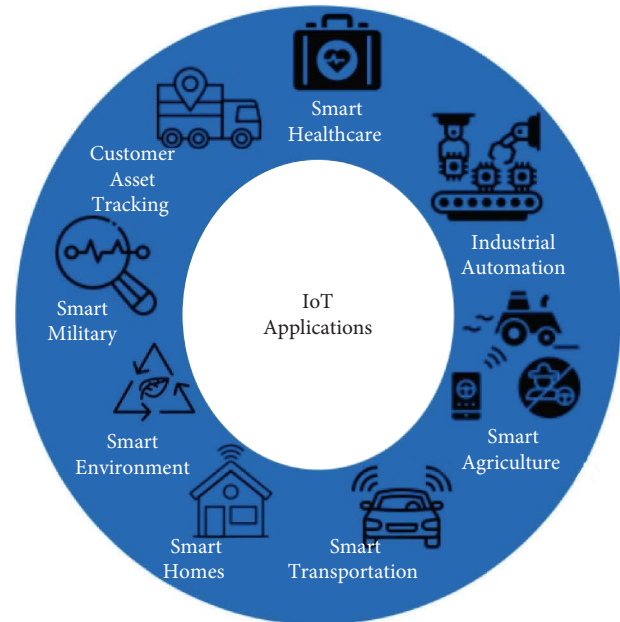 Smart
Healthcare
Industrial
Automation
Smart
Agriculture
Smart
Transportation
Smart
Homes
Smart
Environment
Smart
Military
Customer
Asset
Tracking
IoT
Applications